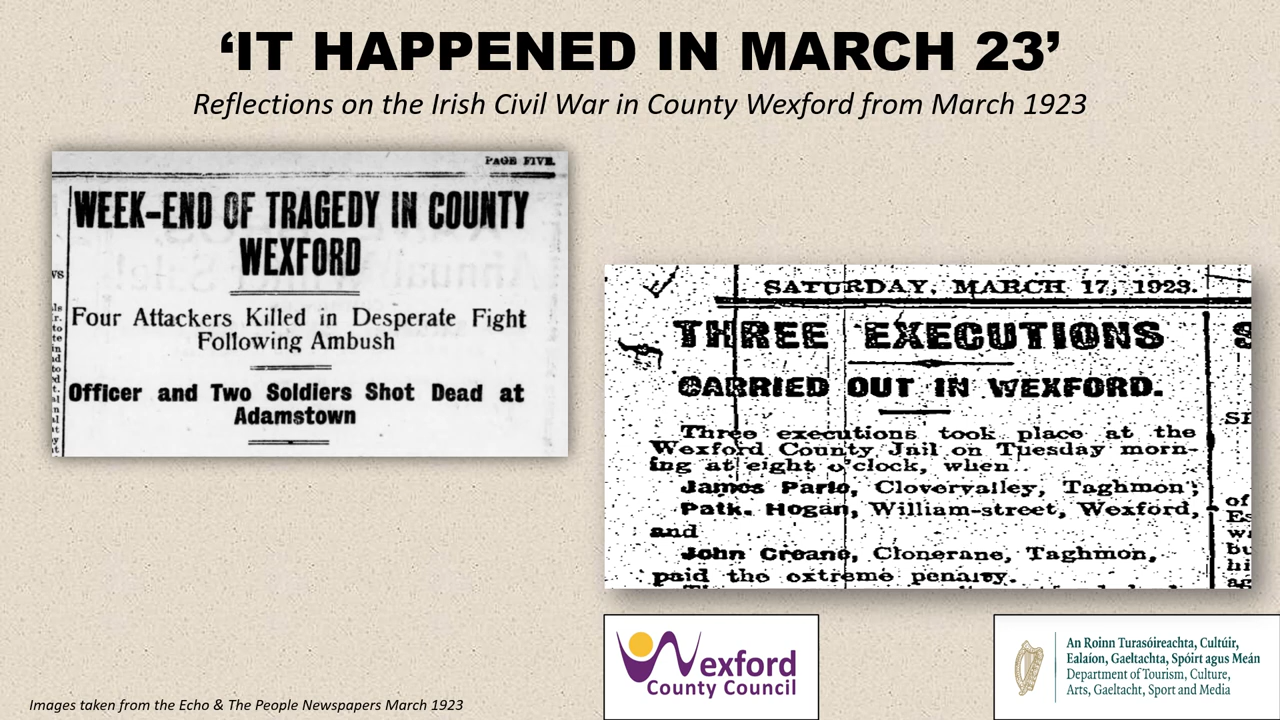 ‘IT HAPPENED IN MARCH 23’
Reflections on the Irish Civil War in County Wexford from March 1923
PAGE FIVE.
WEEK-END OF TRAGEDY IN COUNTY
WEXFORD
Four Attackers Killed in Desperate Fight
Following Ambush
Officer and Two Soldiers Shot Dead at
Adamstown
SATURDAY, MARCH 17, 1923.
THREE EXECUTIONS
CARRIED OUT IN WEXFORD.
Three executions took place at the
Wexford County Jail on Tuesday morn-
ing at eight o'clock, when
James Parle, Clovervalley, Taghmon;
Patk. Hogan, William-street, Wexford,
and
John Creane, Clonerane, Taghmon,
paid the extreme penalty.
Wexford
County Council
An Roinn Turasóireachta, Cultúir,
Ealaíon, Gaeltachta, Spóirt agus Meán
Department of Tourism, Culture,
Arts, Gaeltacht, Sport and Media
Images taken from the Echo & The People Newspapers March 1923